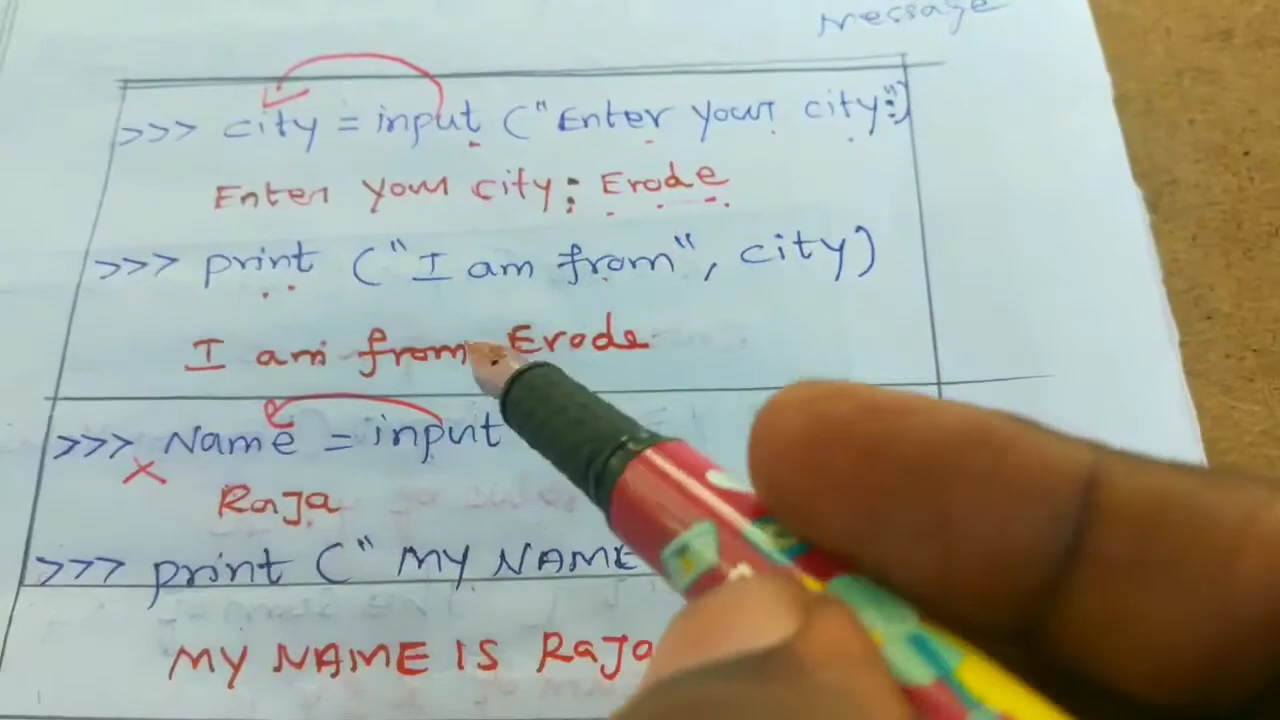 Message
>>> city = input ("Enter your city:")
Enter your city: Erode
>>> print ("I am from", city)
I am from Erode
>>> Name = input
Raja
>>> print (" MY NAME
MY NAME IS Raja